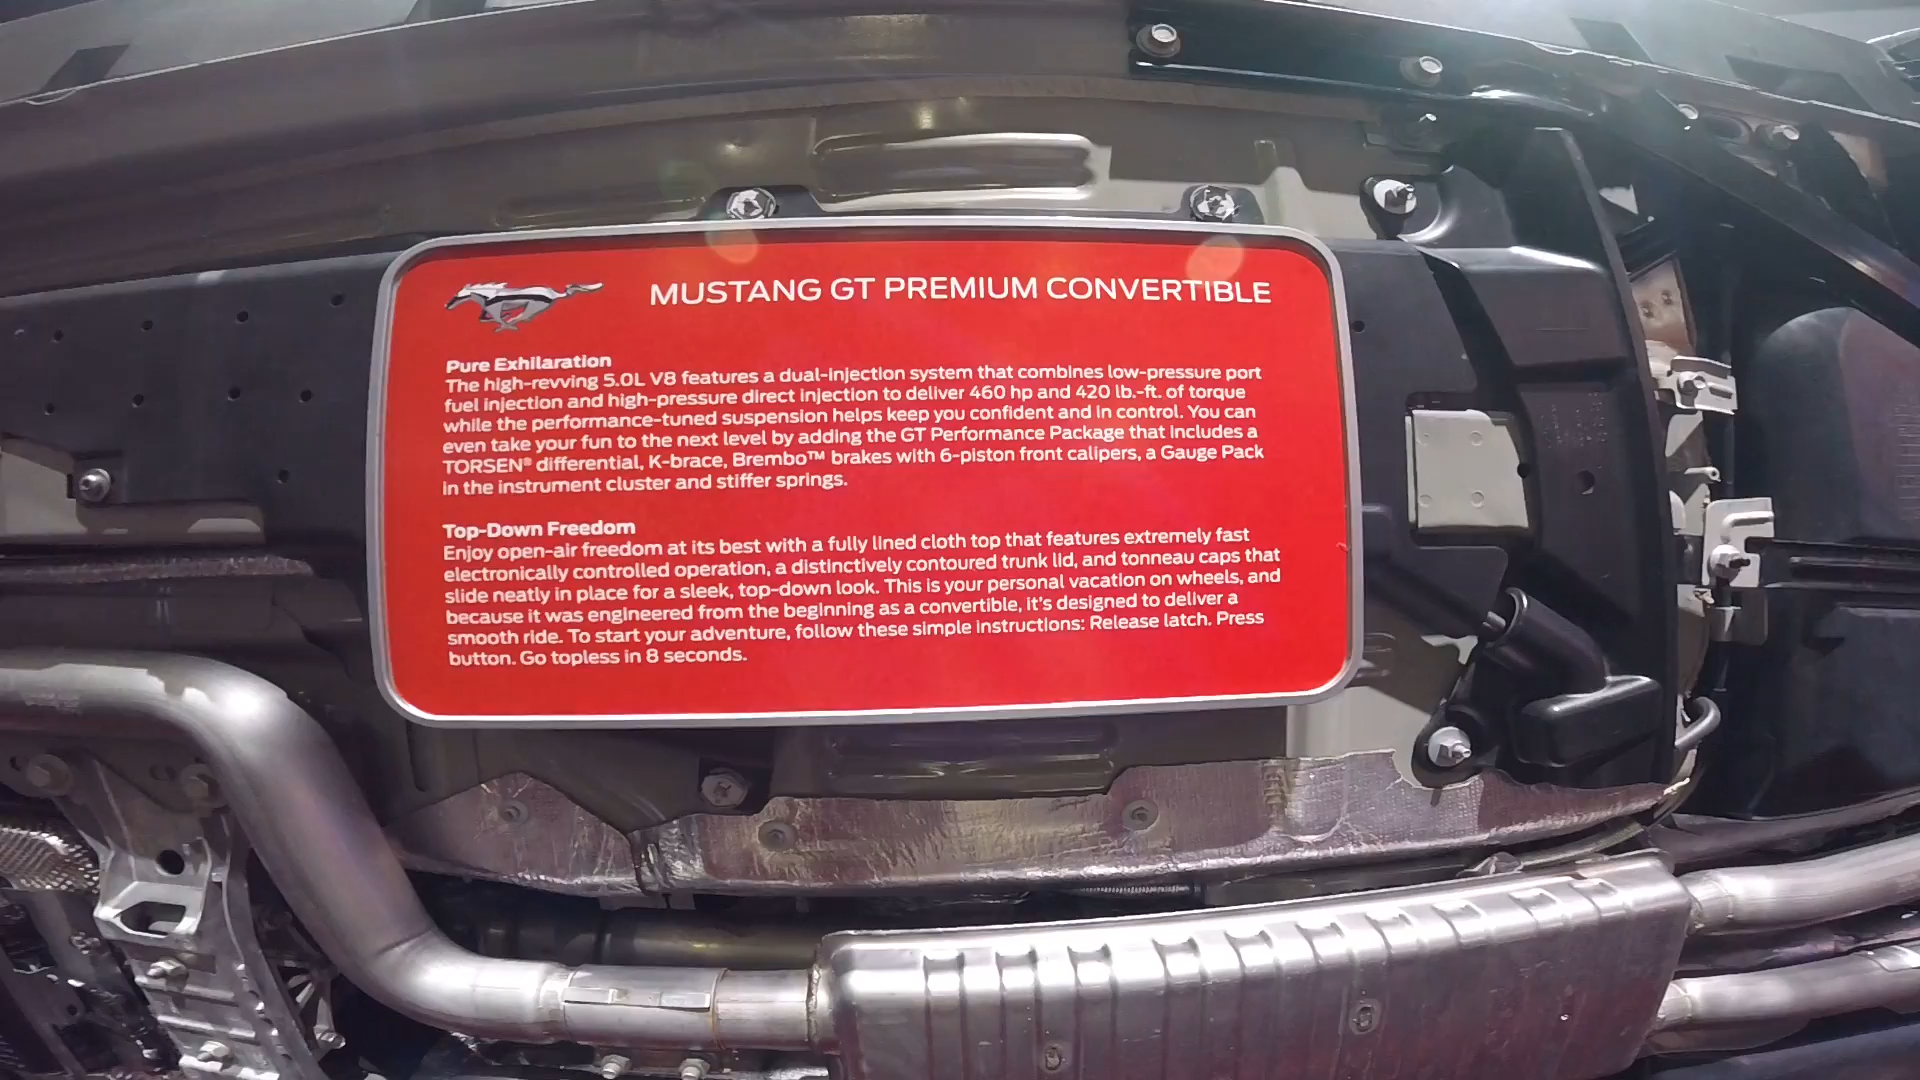 MUSTANG GT PREMIUM CONVERTIBLE
Pure Exhilaration
The high-revving 5.0L V8 features a dual-injection system that combines low-pressure port
fuel injection and high-pressure direct injection to deliver 460 hp and 420 lb.-ft. of torque
while the performance-tuned suspension helps keep you confident and in control. You can
even take your fun to the next level by adding the GT Performance Package that includes a
TORSEN® differential, K-brace, Brembo™ brakes with 6-piston front calipers, a Gauge Pack
in the instrument cluster and stiffer springs.
Top-Down Freedom
Enjoy open-air freedom at its best with a fully lined cloth top that features extremely fast
electronically controlled operation, a distinctively contoured trunk lid, and tonneau caps that
slide neatly in place for a sleek, top-down look. This is your personal vacation on wheels, and
because it was engineered from the beginning as a convertible, it's designed to deliver a
smooth ride. To start your adventure, follow these simple instructions: Release latch. Press
button. Go topless in 8 seconds.